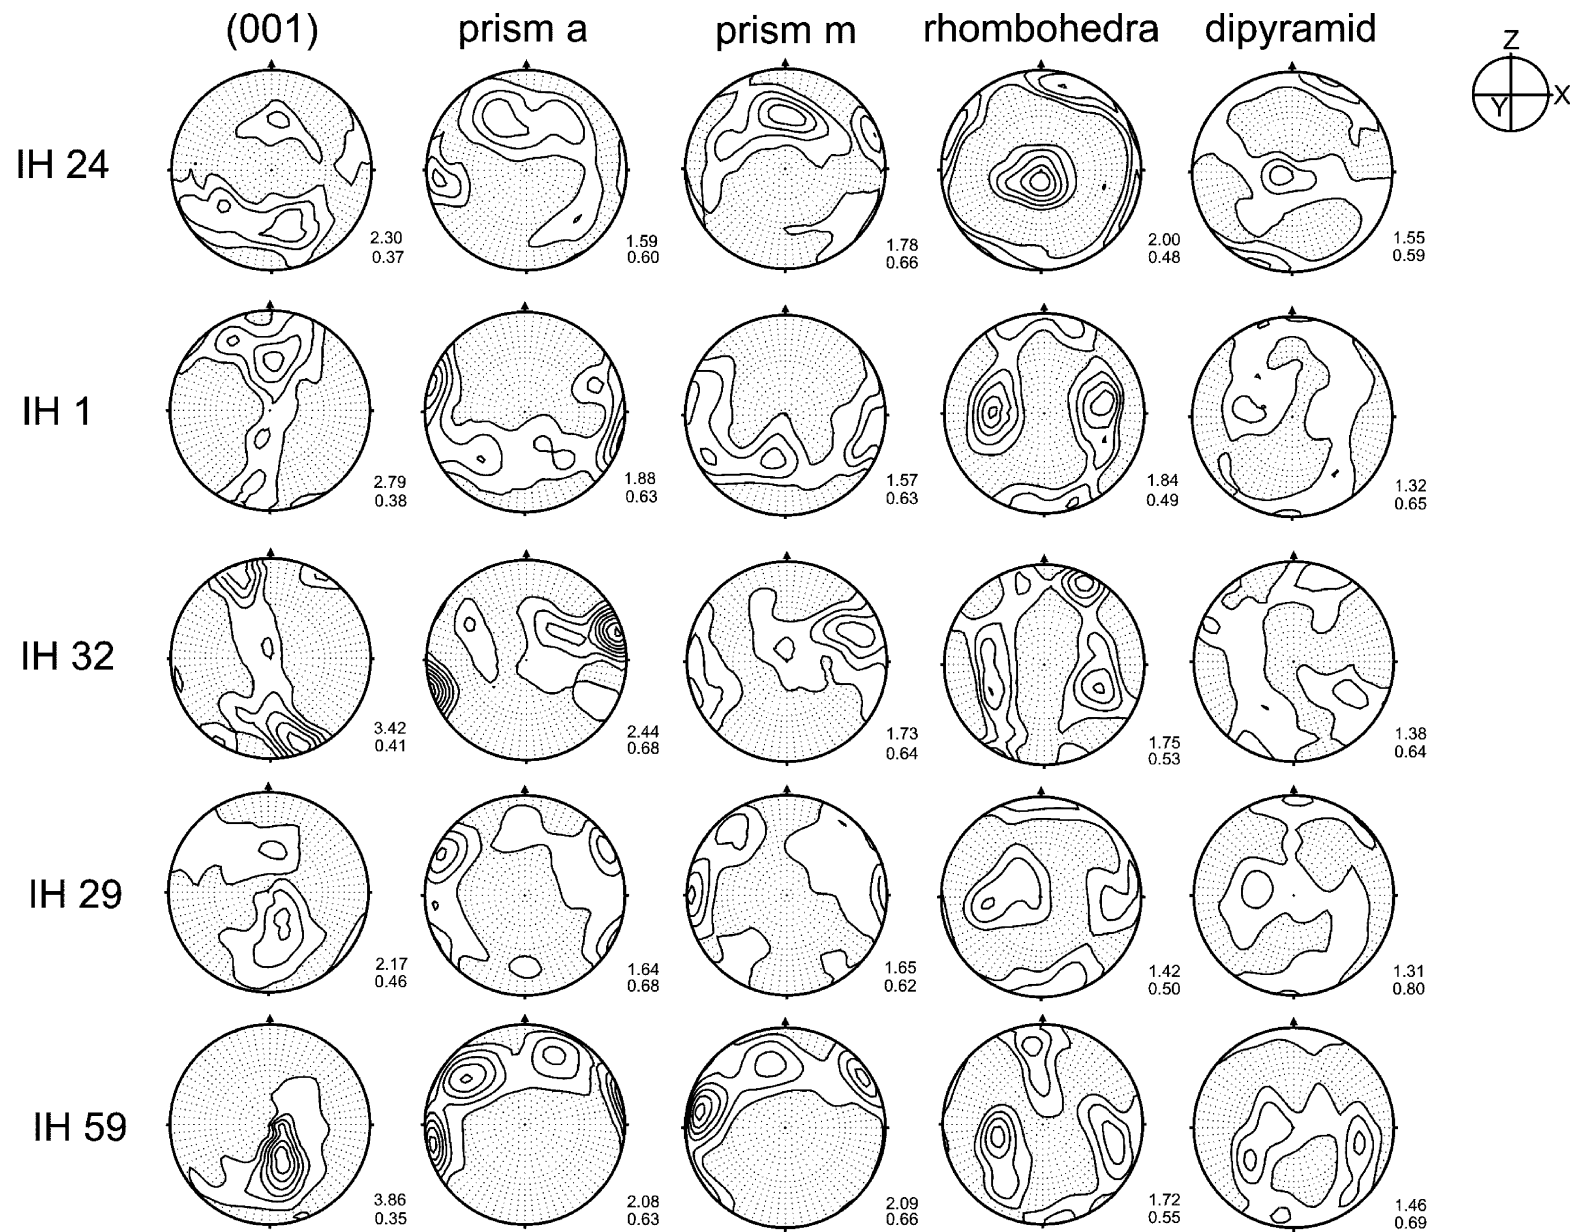 (001) prism a prism m rhombohedra dipyramid
Z
X
Y
IH 24
2.30 1.59 1.78 2.00 1.55
0.37 0.60 0.66 0.48 0.59
IH 1
2.79 1.88 1.57 1.84 1.32
0.38 0.63 0.63 0.49 0.65
IH 32
3.42 2.44 1.73 1.75 1.38
0.41 0.68 0.64 0.53 0.64
IH 29
2.17 1.64 1.65 1.42 1.31
0.46 0.68 0.62 0.50 0.80
IH 59
3.86 2.08 2.09 1.72 1.46
0.35 0.63 0.66 0.55 0.69